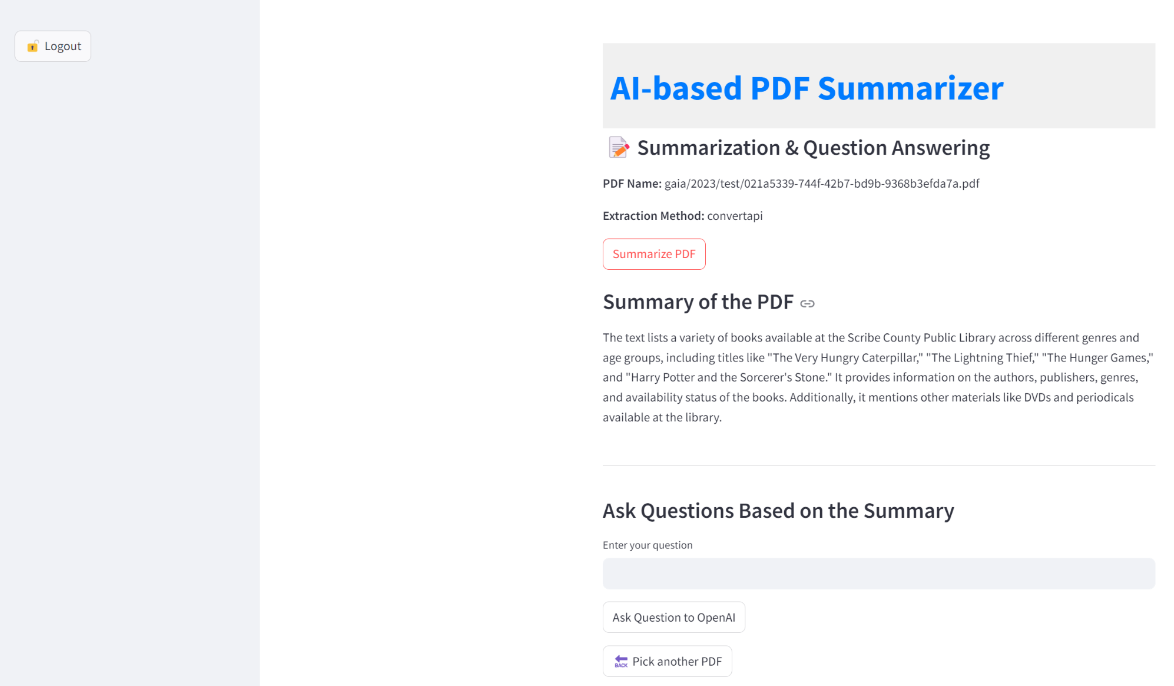 Logout
AI-based PDF Summarizer
Summarization & Question Answering
PDF Name: gaia/2023/test/021a5339-744f-42b7-bd9b-9368b3efda7a.pdf
Extraction Method: convertapi
Summarize PDF
Summary of the PDF
The text lists a variety of books available at the Scribe County Public Library across different genres and
age groups, including titles like "The Very Hungry Caterpillar," "The Lightning Thief," "The Hunger Games,"
and "Harry Potter and the Sorcerer's Stone." It provides information on the authors, publishers, genres,
and availability status of the books. Additionally, it mentions other materials like DVDs and periodicals
available at the library.
Ask Questions Based on the Summary
Enter your question
Ask Question to OpenAI
BACK Pick another PDF